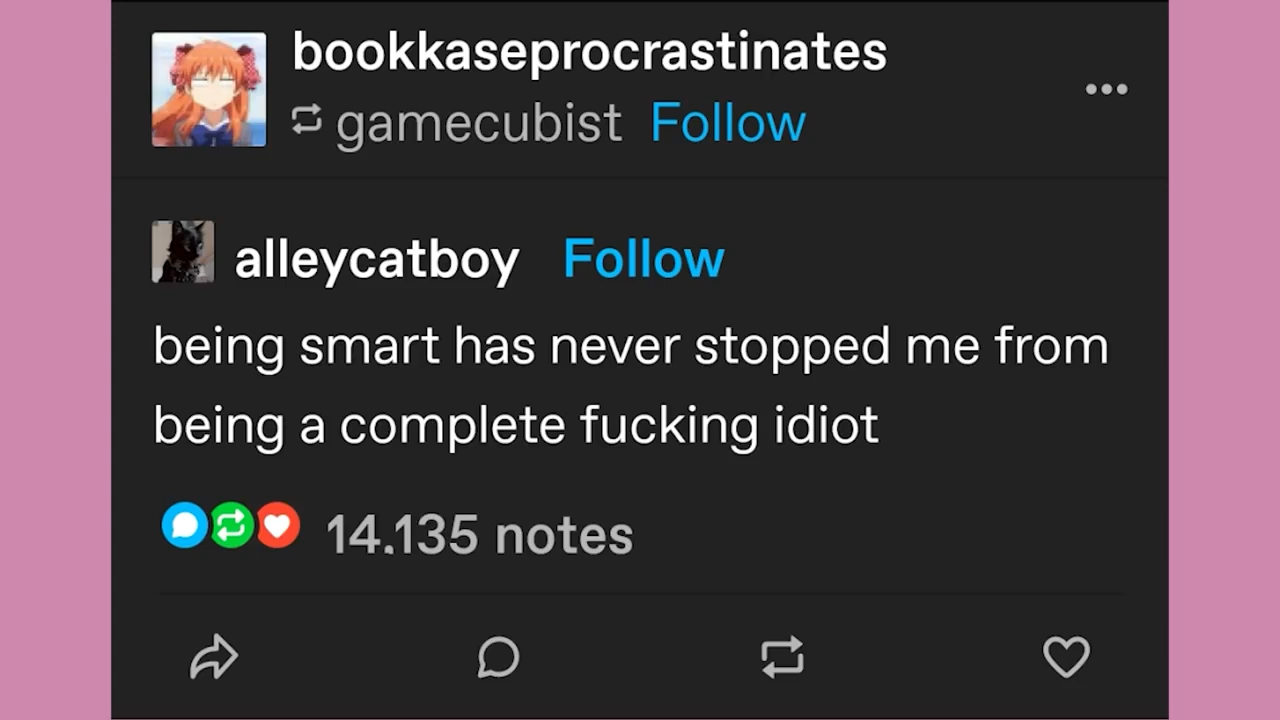 bookkaseprocrastinates
gamecubist Follow
alleycatboy Follow
being smart has never stopped me from
being a complete fucking idiot
14,135 notes